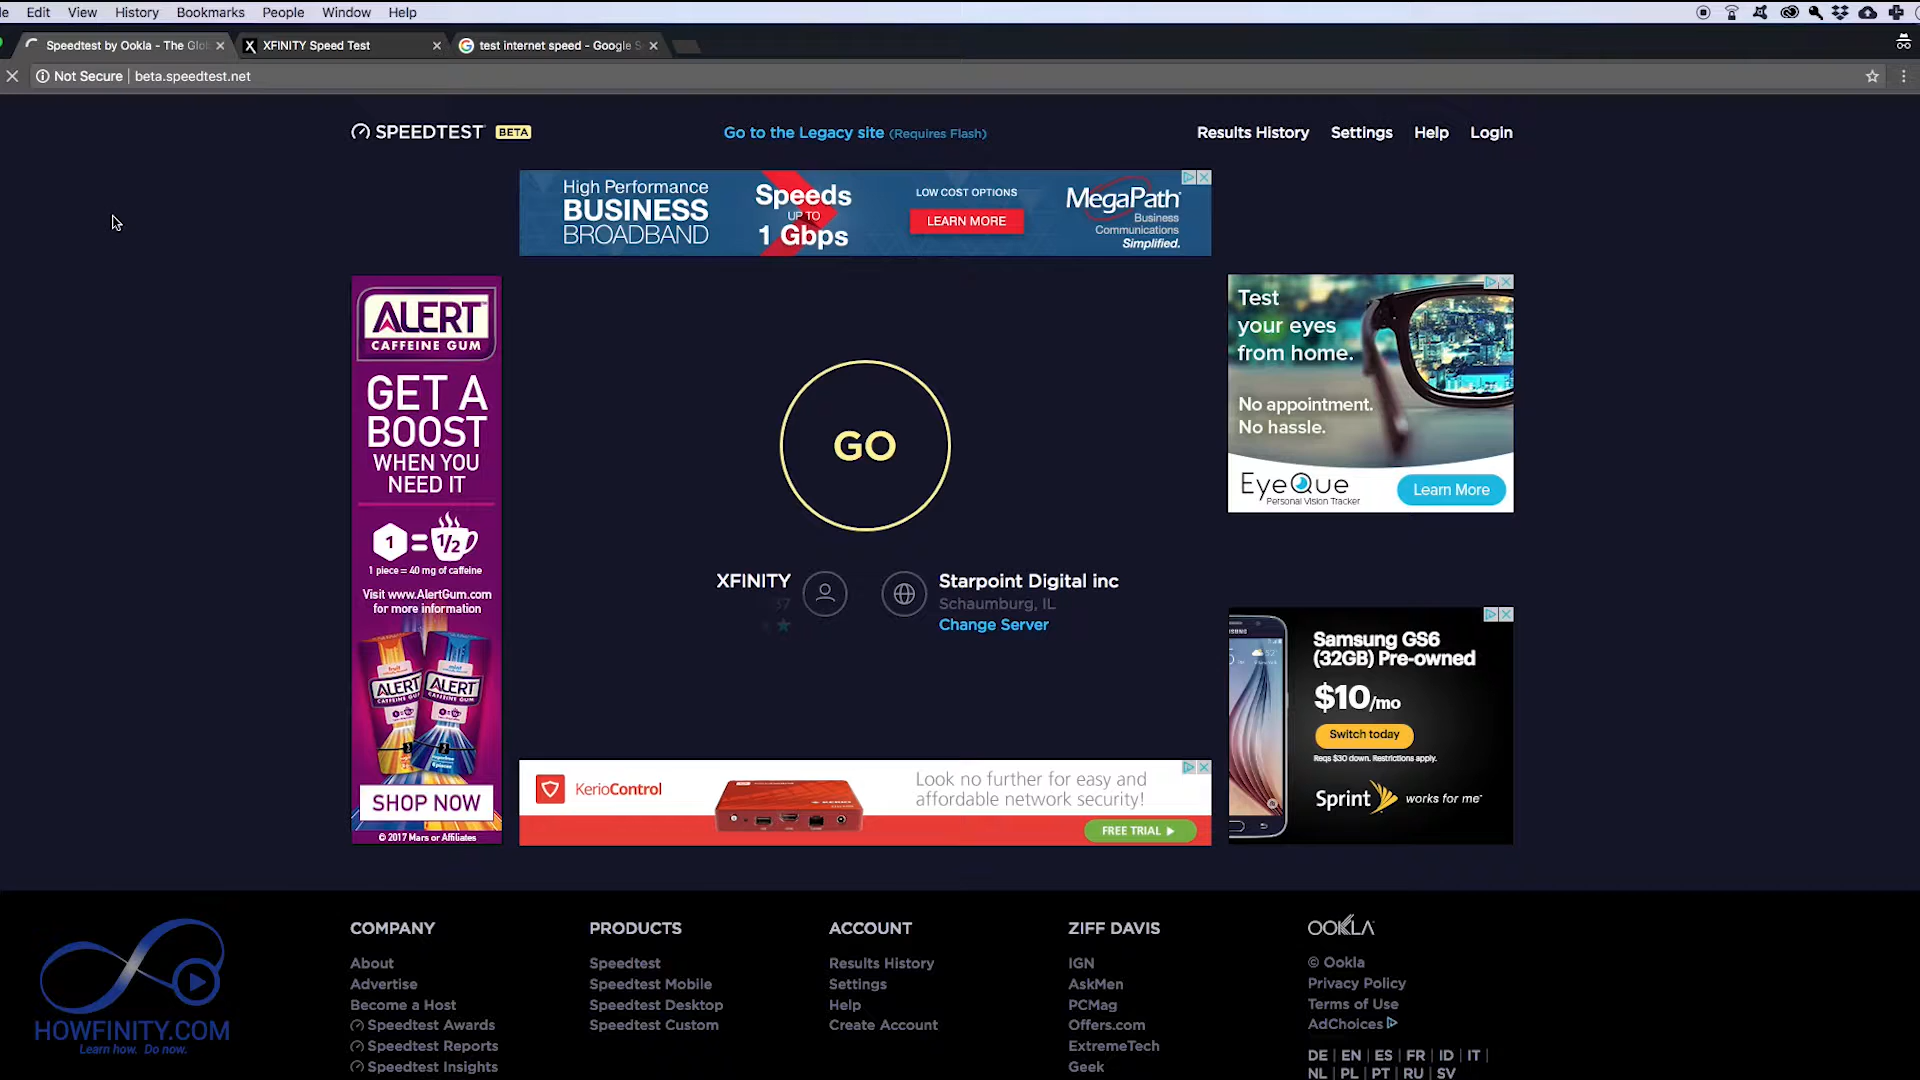 Edit View History Bookmarks People Window Help
Speedtest by Ookla - The Glo
XFINITY Speed Test
test internet speed - Google S
Not Secure | beta.speedtest.net
SPEEDTEST BETA
Go to the Legacy site (Requires Flash)
Results History Settings Help Login
High Performance
BUSINESS
BROADBAND
Speeds
UP TO
1 Gbps
LOW COST OPTIONS
LEARN MORE
MegaPath
Business
Communications
Simplified.
ALERT
CAFFEINE GUM
GET A
BOOST
WHEN YOU
NEED IT
1 = 1/2
1 piece = 40 mg of caffeine
Visit www.AlertGum.com
for more information
ALERT ALERT
SHOP NOW
© 2017 Mars or Affiliates
GO
XFINITY
37
Starpoint Digital inc
Schaumburg, IL
Change Server
Test
your eyes
from home.
No appointment.
No hassle.
EyeQue
Personal Vision Tracker
Learn More
Samsung GS6
(32GB) Pre-owned
$10/mo
Switch today
Reqs $30 down. Restrictions apply.
Sprint works for me
KerioControl
Look no further for easy and
affordable network security!
FREE TRIAL
COMPANY
About
Advertise
Become a Host
Speedtest Awards
Speedtest Reports
Speedtest Insights
PRODUCTS
Speedtest
Speedtest Mobile
Speedtest Desktop
Speedtest Custom
ACCOUNT
Results History
Settings
Help
Create Account
ZIFF DAVIS
IGN
AskMen
PCMag
Offers.com
ExtremeTech
Geek
OOKLA
© Ookla
Privacy Policy
Terms of Use
AdChoices
DE | EN | ES | FR | ID | IT |
NL | PL | PT | RU | SV
HOWFINITY.COM
Learn how. Do now.